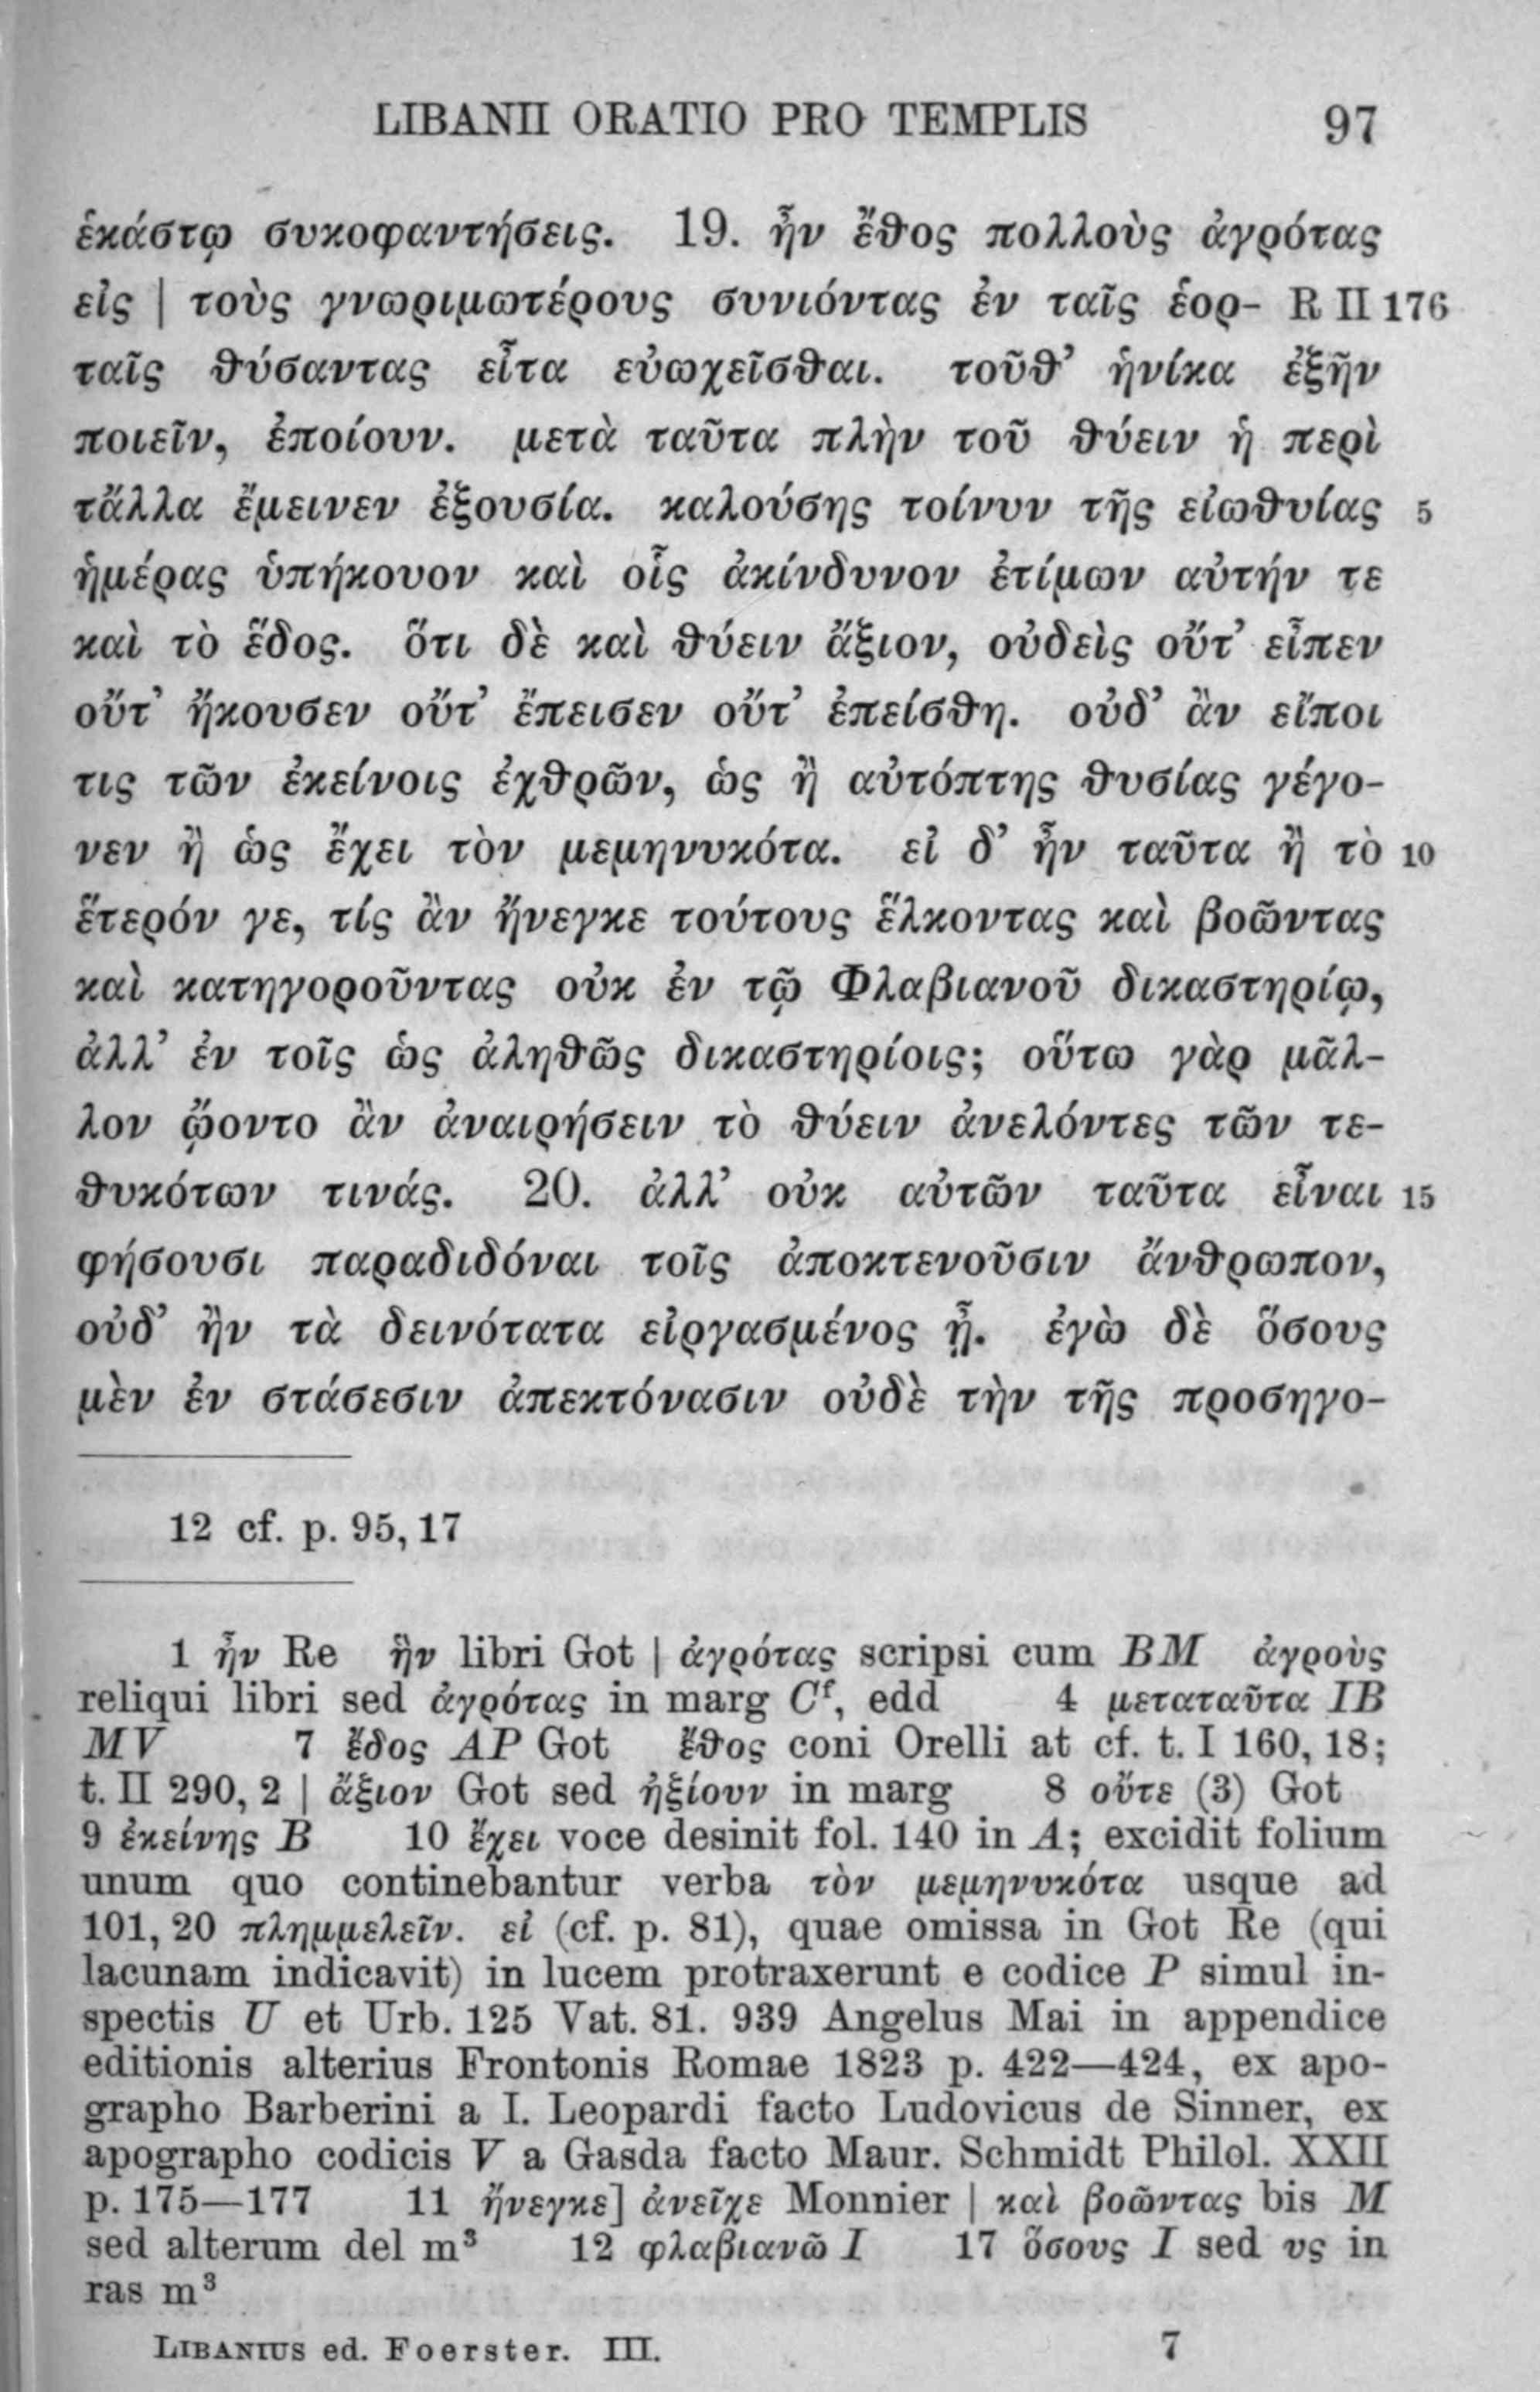 LIBANII ORATIO PRO TEMPLIS 97
ἑκάστῳ συκοφαντήσεις. 19. ἦν ἔθος πολλοὺς ἀγρότας
εἰς | τοὺς γνωριμωτέρους συνιόντας ἐν ταῖς ἑορ- R II 176
ταῖς θύσαντας εἶτα εὐωχεῖσθαι. τοῦθ’ ἡνίκα ἐξῆν
ποιεῖν, ἐποίουν. μετὰ ταῦτα πλὴν τοῦ θύειν ἡ περὶ
τἄλλα ἔμεινεν ἐξουσία. καλούσης τοίνυν τῆς εἰωθυίας 5
ἡμέρας ὑπήκουον καὶ οἷς ἀκίνδυνον ἐτίμων αὐτήν τε
καὶ τὸ ἕδος. ὅτι δὲ καὶ θύειν ἄξιον, οὐδεὶς οὔτ’ εἶπεν
οὔτ’ ἤκουσεν οὔτ’ ἔπεισεν οὔτ’ ἐπείσθη. οὐδ’ ἂν εἴποι
τις τῶν ἐκείνοις ἐχθρῶν, ὡς ἢ αὐτόπτης θυσίας γέγο-
νεν ἢ ὡς ἔχει τὸν μεμηνυκότα. εἰ δ’ ἦν ταῦτα ἢ τὸ 10
ἕτερόν γε, τίς ἂν ἤνεγκε τούτους ἕλκοντας καὶ βοῶντας
καὶ κατηγοροῦντας οὐκ ἐν τῷ Φλαβιανοῦ δικαστηρίῳ,
ἀλλ’ ἐν τοῖς ὡς ἀληθῶς δικαστηρίοις; οὕτω γὰρ μᾶλ-
λον ᾤοντο ἂν ἀναιρήσειν τὸ θύειν ἀνελόντες τῶν τε-
θυκότων τινάς. 20. ἀλλ’ οὐκ αὐτῶν ταῦτα εἶναι 15
φήσουσι παραδιδόναι τοῖς ἀποκτενοῦσιν ἄνθρωπον,
οὐδ’ ἢν τὰ δεινότατα εἰργασμένος ᾖ. ἐγὼ δὲ ὅσους
μὲν ἐν στάσεσιν ἀπεκτόνασιν οὐδὲ τὴν τῆς προσηγο-
12 cf. p. 95, 17
1 ἦν Re ἢν libri Got | ἀγρότας scripsi cum BM ἀγροὺς
reliqui libri sed ἀγρότας in marg Cᶠ, edd 4 μεταταῦτα IB
MV 7 ἔδος AP Got ἔθος coni Orelli at cf. t. I 160, 18;
t. II 290, 2 | ἄξιον Got sed ἠξίουν in marg 8 οὔτε (3) Got
9 ἐκείνης B 10 ἔχει voce desinit fol. 140 in A; excidit folium
unum quo continebantur verba τὸν μεμηνυκότα usque ad
101, 20 πλημμελεῖν. εἰ (cf. p. 81), quae omissa in Got Re (qui
lacunam indicavit) in lucem protraxerunt e codice P simul in-
spectis U et Urb. 125 Vat. 81. 939 Angelus Mai in appendice
editionis alterius Frontonis Romae 1823 p. 422—424, ex apo-
grapho Barberini a I. Leopardi facto Ludovicus de Sinner, ex
apographo codicis V a Gasda facto Maur. Schmidt Philol. XXII
p. 175—177 11 ἤνεγκε] ἀνεῖχε Monnier | καὶ βοῶντας bis M
sed alterum del m³ 12 φλαβιανῶ I 17 ὅσους I sed υς in
ras m³
LIBANIUS ed. Foerster. III. 7